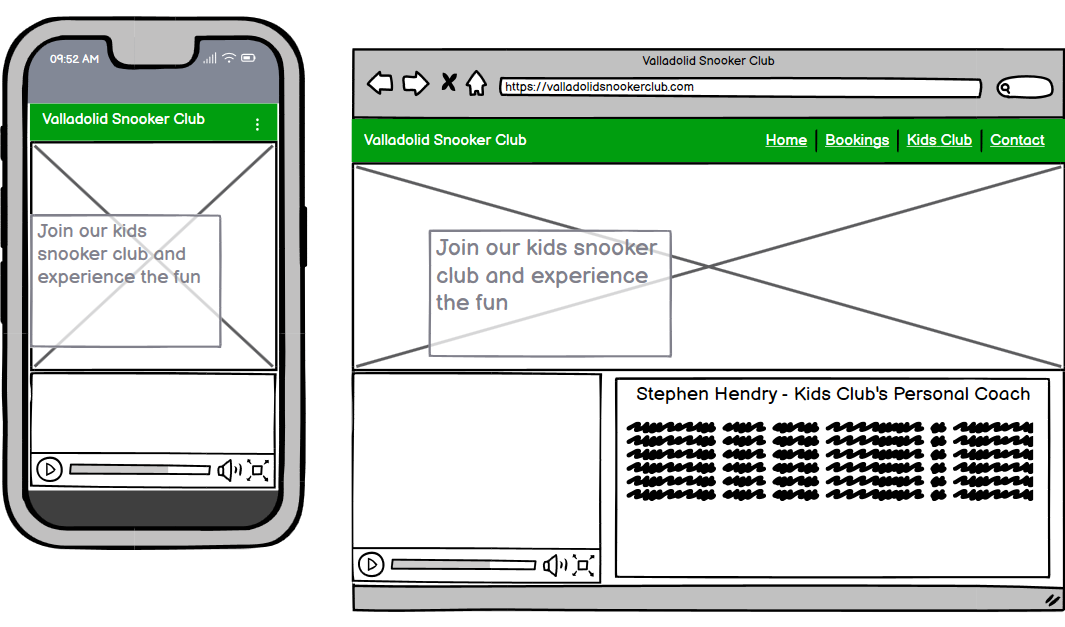 09:52 AM
Valladolid Snooker Club
Join our kids
snooker club and
experience the fun
Valladolid Snooker Club
https://valladolidsnookerclub.com
Valladolid Snooker Club
Home
Bookings
Kids Club
Contact
Join our kids snooker
club and experience
the fun
Stephen Hendry - Kids Club's Personal Coach